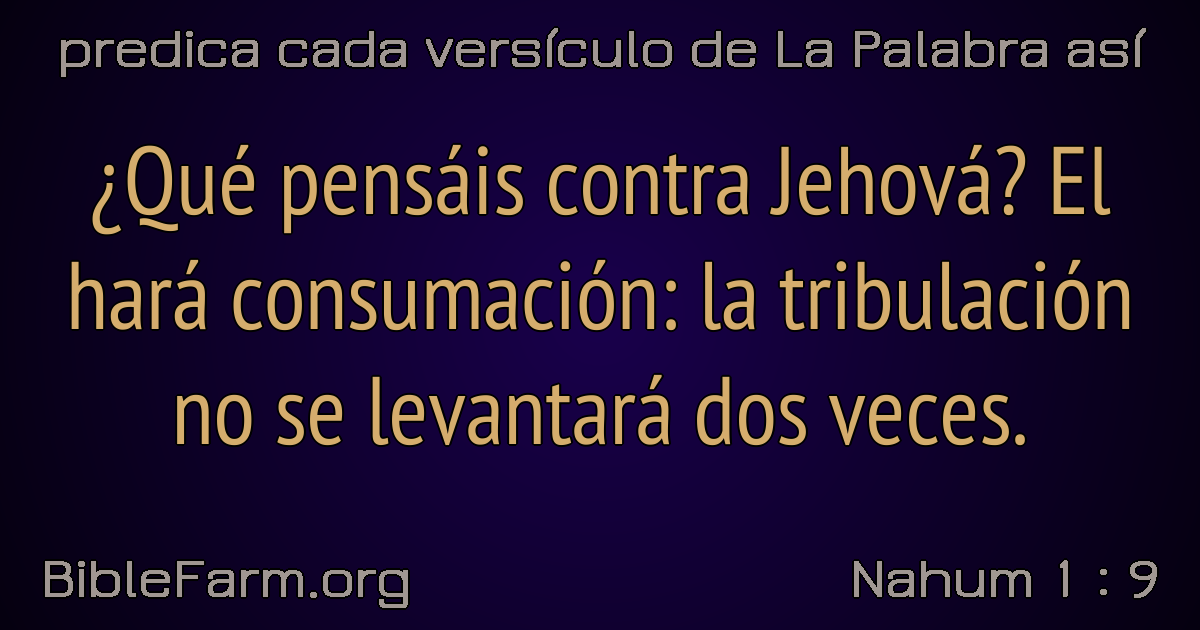 predica cada versículo de La Palabra así
¿Qué pensáis contra Jehová? El
hará consumación: la tribulación
no se levantará dos veces.
BibleFarm.org
Nahum 1 : 9